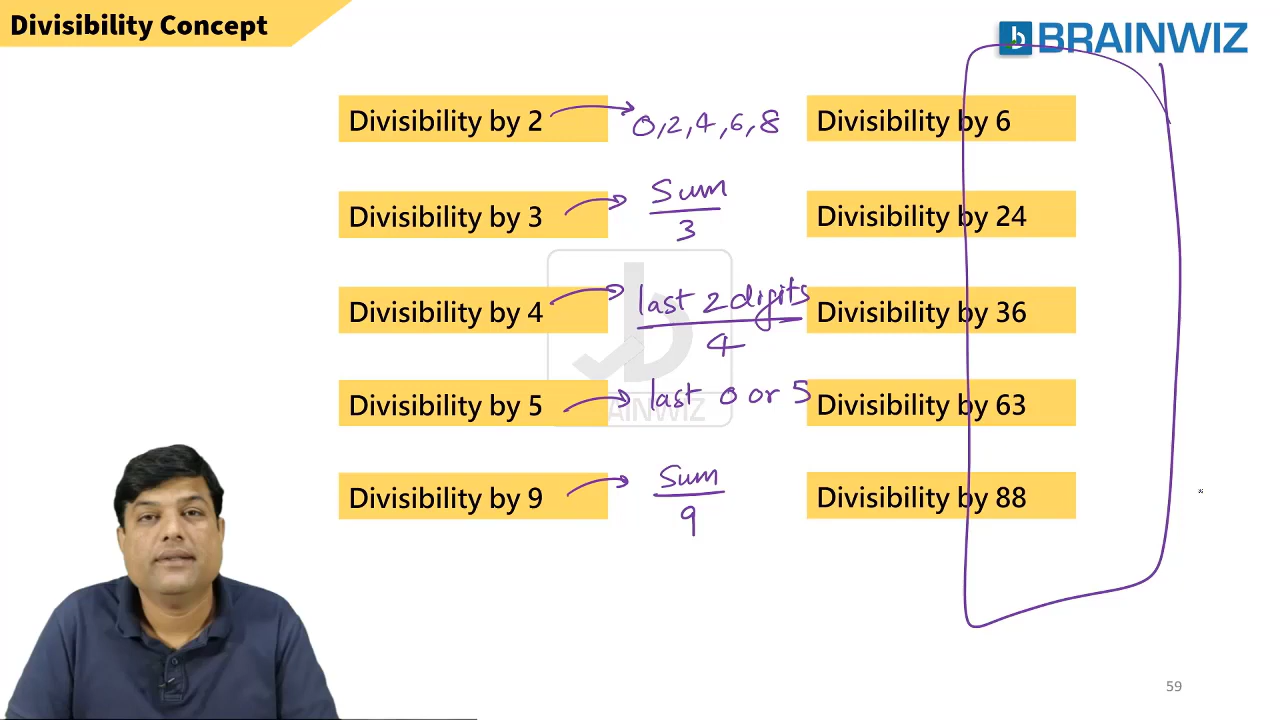 Divisibility Concept
BRAINWIZ
Divisibility by 2
0,2,4,6,8
Divisibility by 6
Divisibility by 3
Sum
3
Divisibility by 24
Divisibility by 4
last 2 digits
4
Divisibility by 36
Divisibility by 5
last 0 or 5
Divisibility by 63
BRAINWIZ
Divisibility by 9
Sum
9
Divisibility by 88
59